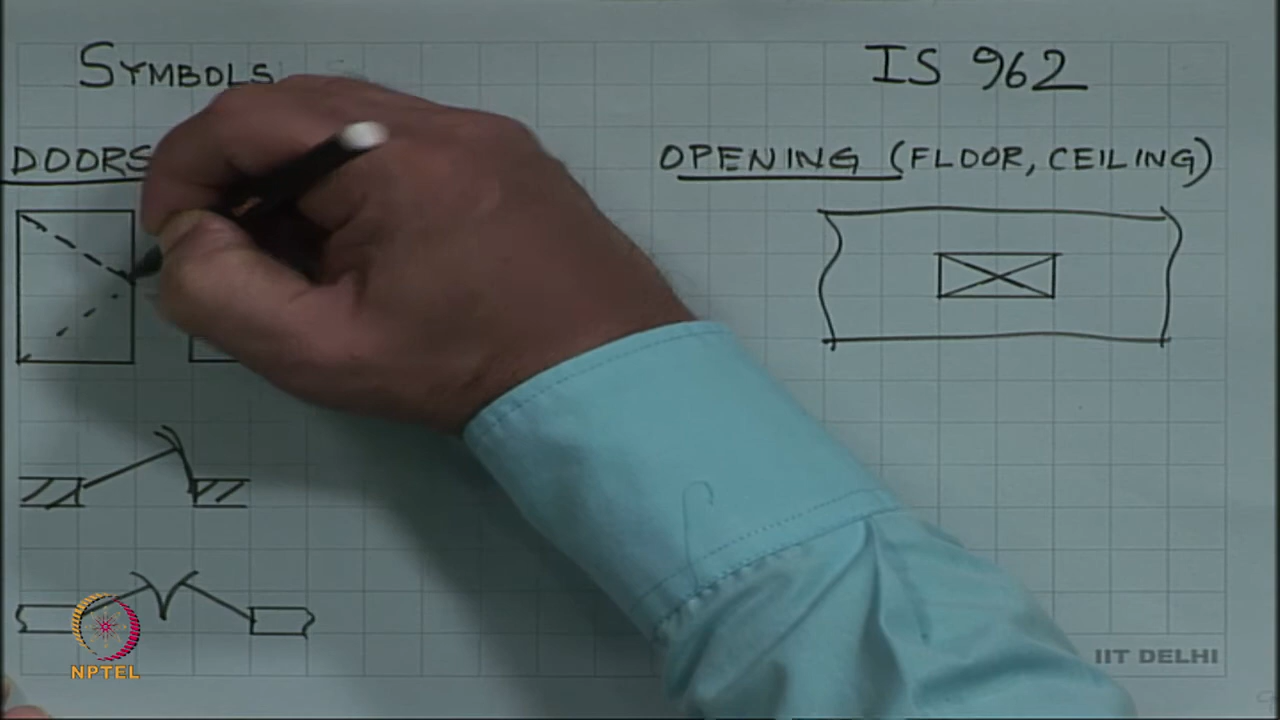 SYMBOLS
IS 962
DOORS
OPENING (FLOOR, CEILING)
NPTEL
IIT DELHI